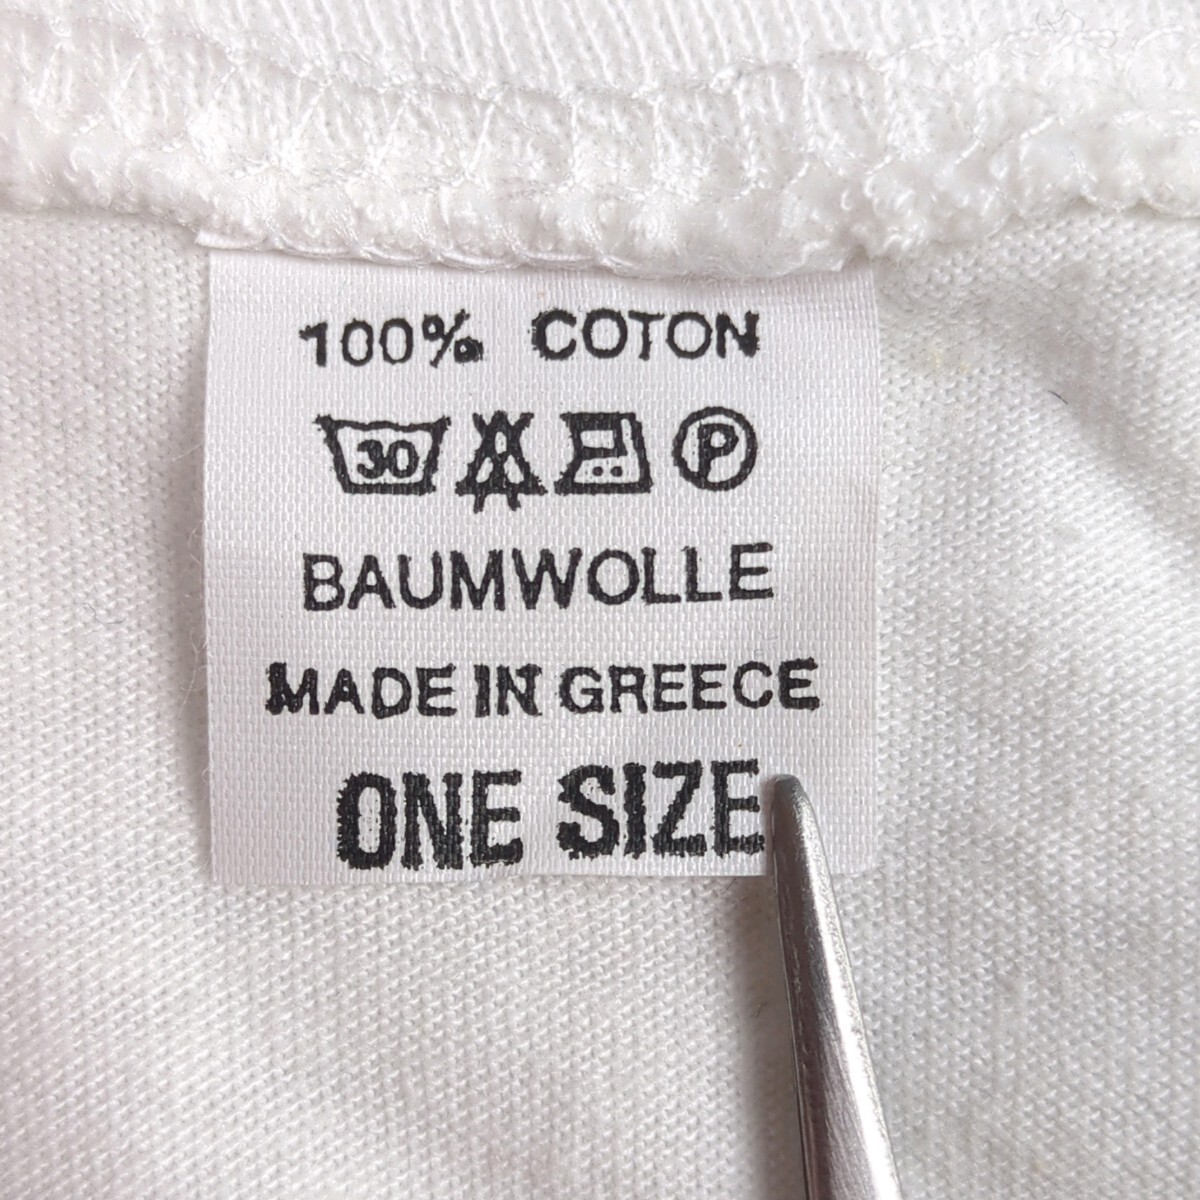 100% COTON
30 P
BAUMWOLLE
MADE IN GREECE
ONE SIZE